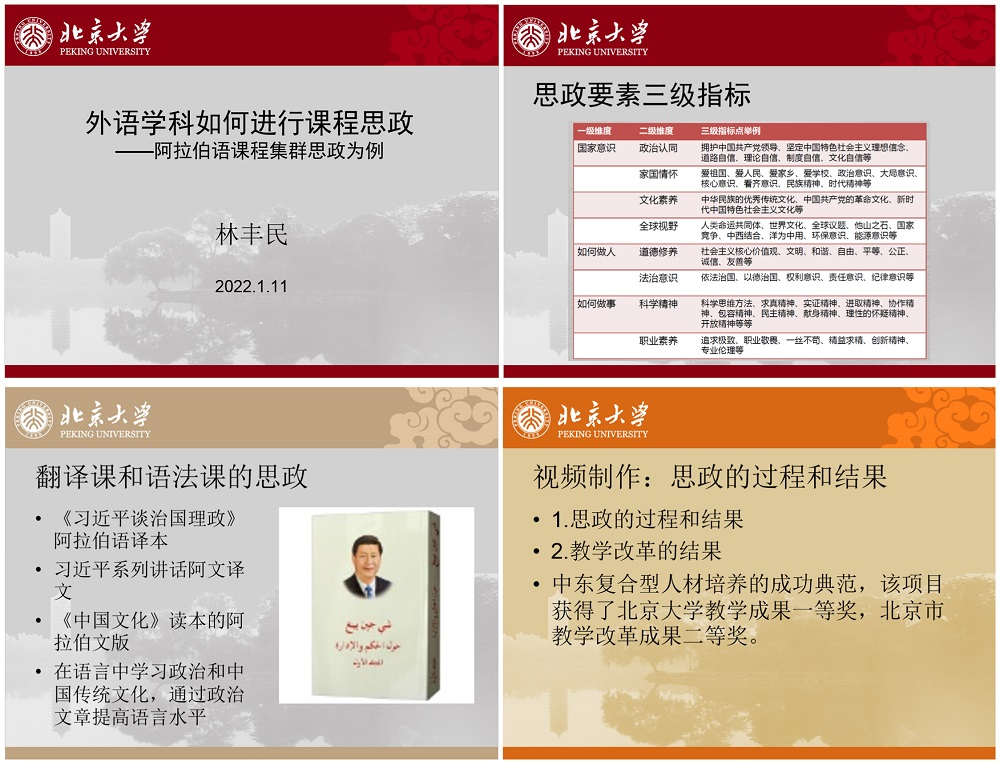 北京大学
PEKING UNIVERSITY
外语学科如何进行课程思政
——阿拉伯语课程集群思政为例
林丰民
2022.1.11
北京大学
PEKING UNIVERSITY
思政要素三级指标
一级维度 二级维度 三级指标点举例
国家意识 政治认同 拥护中国共产党领导、坚定中国特色社会主义理想信念、
道路自信、理论自信、制度自信、文化自信等
家国情怀 爱祖国、爱人民、爱家乡、爱学校、政治意识、大局意识、
核心意识、看齐意识、民族精神、时代精神等
文化素养 中华民族的优秀传统文化、中国共产党的革命文化、新时
代中国特色社会主义文化等
全球视野 人类命运共同体、世界文化、全球议题、他山之石、国家
竞争、中西结合、洋为中用、环保意识、能源意识等
如何做人 道德修养 社会主义核心价值观、文明、和谐、自由、平等、公正、
诚信、友善等
法治意识 依法治国、以德治国、权利意识、责任意识、纪律意识等
如何做事 科学精神 科学思维方法、求真精神、实证精神、进取精神、协作精
神、包容精神、民主精神、献身精神、理性的怀疑精神、
开放精神等等
职业素养 追求极致、职业敬畏、一丝不苟、精益求精、创新精神、
专业伦理等
北京大学
PEKING UNIVERSITY
翻译课和语法课的思政
• 《习近平谈治国理政》
阿拉伯语译本
• 习近平系列讲话阿文译
文
• 《中国文化》读本的阿
拉伯文版
• 在语言中学习政治和中
国传统文化，通过政治
文章提高语言水平
شي جين بينغ
حول الحكم والإدارة
المجلد الأول
北京大学
PEKING UNIVERSITY
视频制作：思政的过程和结果
• 1.思政的过程和结果
• 2.教学改革的结果
• 中东复合型人材培养的成功典范，该项目
获得了北京大学教学成果一等奖，北京市
教学改革成果二等奖。